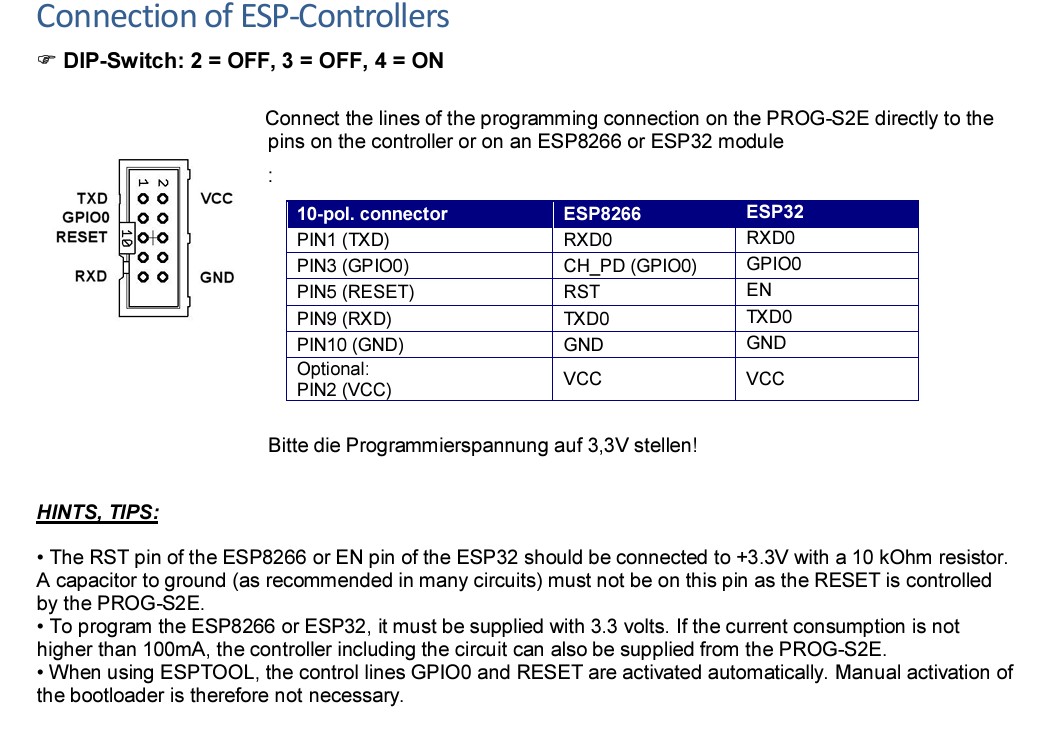 Connection of ESP-Controllers
☞ DIP-Switch: 2 = OFF, 3 = OFF, 4 = ON
Connect the lines of the programming connection on the PROG-S2E directly to the
pins on the controller or on an ESP8266 or ESP32 module
:
1 2
TXD VCC
GPIO0
RESET 10
RXD GND
10-pol. connector ESP8266 ESP32
PIN1 (TXD) RXD0 RXD0
PIN3 (GPIO0) CH_PD (GPIO0) GPIO0
PIN5 (RESET) RST EN
PIN9 (RXD) TXD0 TXD0
PIN10 (GND) GND GND
Optional:
PIN2 (VCC) VCC VCC
Bitte die Programmierspannung auf 3,3V stellen!
HINTS, TIPS:
• The RST pin of the ESP8266 or EN pin of the ESP32 should be connected to +3.3V with a 10 kOhm resistor.
A capacitor to ground (as recommended in many circuits) must not be on this pin as the RESET is controlled
by the PROG-S2E.
• To program the ESP8266 or ESP32, it must be supplied with 3.3 volts. If the current consumption is not
higher than 100mA, the controller including the circuit can also be supplied from the PROG-S2E.
• When using ESPTOOL, the control lines GPIO0 and RESET are activated automatically. Manual activation of
the bootloader is therefore not necessary.